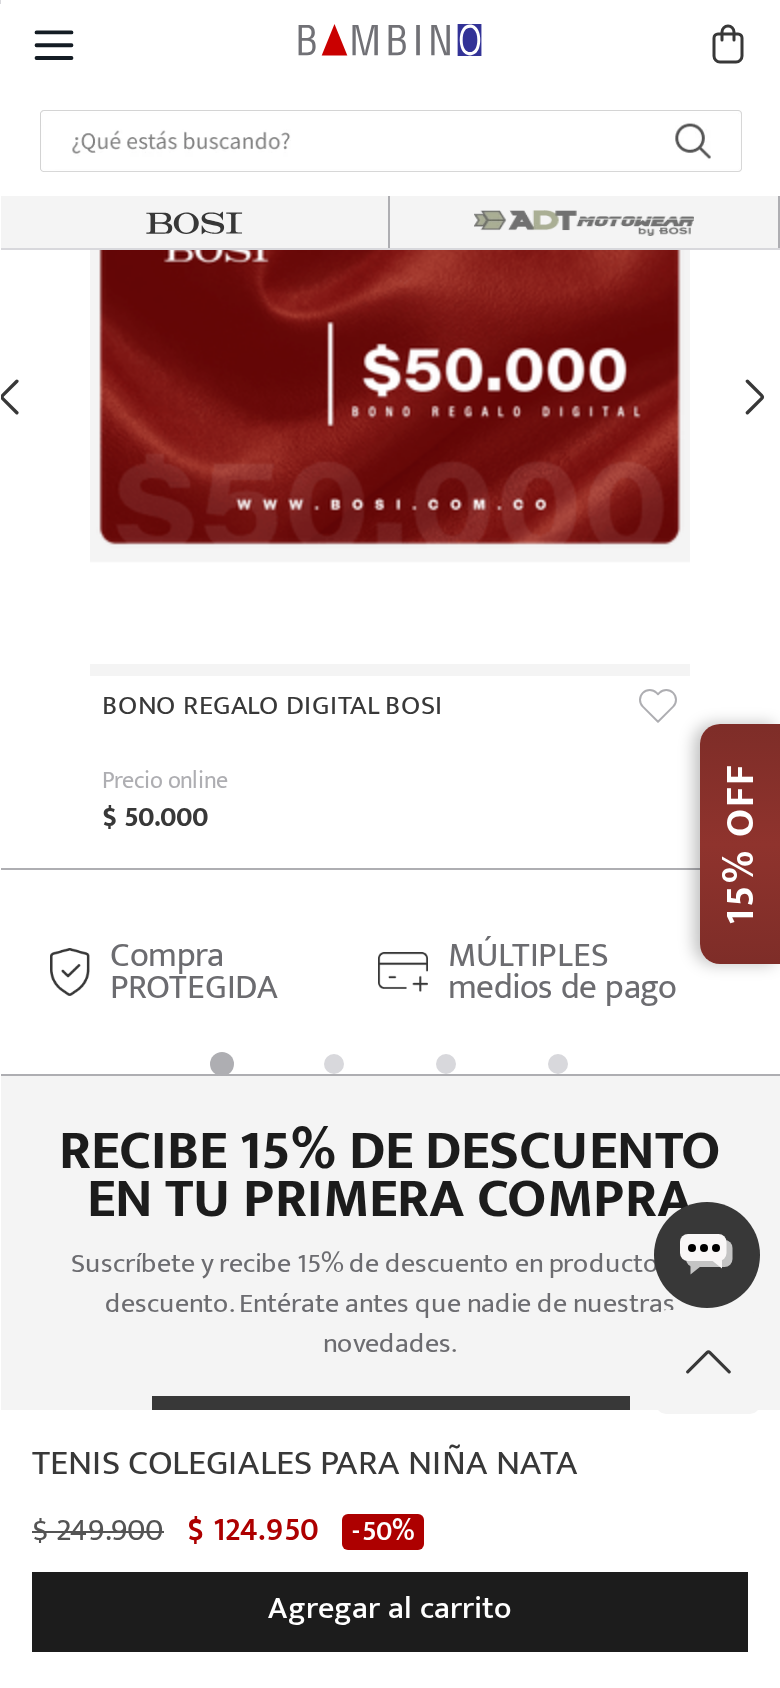 BAMBINO
¿Qué estás buscando?
BOSI
ADT MOTOWEAR
by BOSI
BOSI
$50.000
BONO REGALO DIGITAL
$50.000
WWW.BOSI.COM.CO
BONO REGALO DIGITAL BOSI
Precio online
$ 50.000
15% OFF
Compra
PROTEGIDA
MÚLTIPLES
medios de pago
RECIBE 15% DE DESCUENTO
EN TU PRIMERA COMPRA
Suscríbete y recibe 15% de descuento en producto
descuento. Entérate antes que nadie de nuestras
novedades.
TENIS COLEGIALES PARA NIÑA NATA
$ 249.900 $ 124.950 -50%
Agregar al carrito